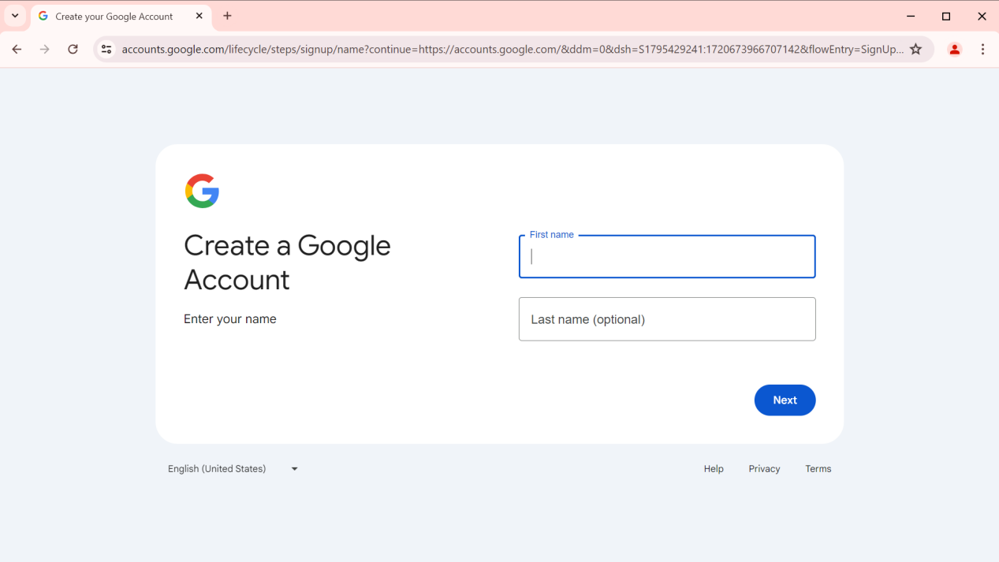 Create your Google Account
accounts.google.com/lifecycle/steps/signup/name?continue=https://accounts.google.com/&ddm=0&dsh=S1795429241:1720673966707142&flowEntry=SignUp...
Create a Google
Account
Enter your name
First name
Last name (optional)
Next
English (United States)
Help Privacy Terms